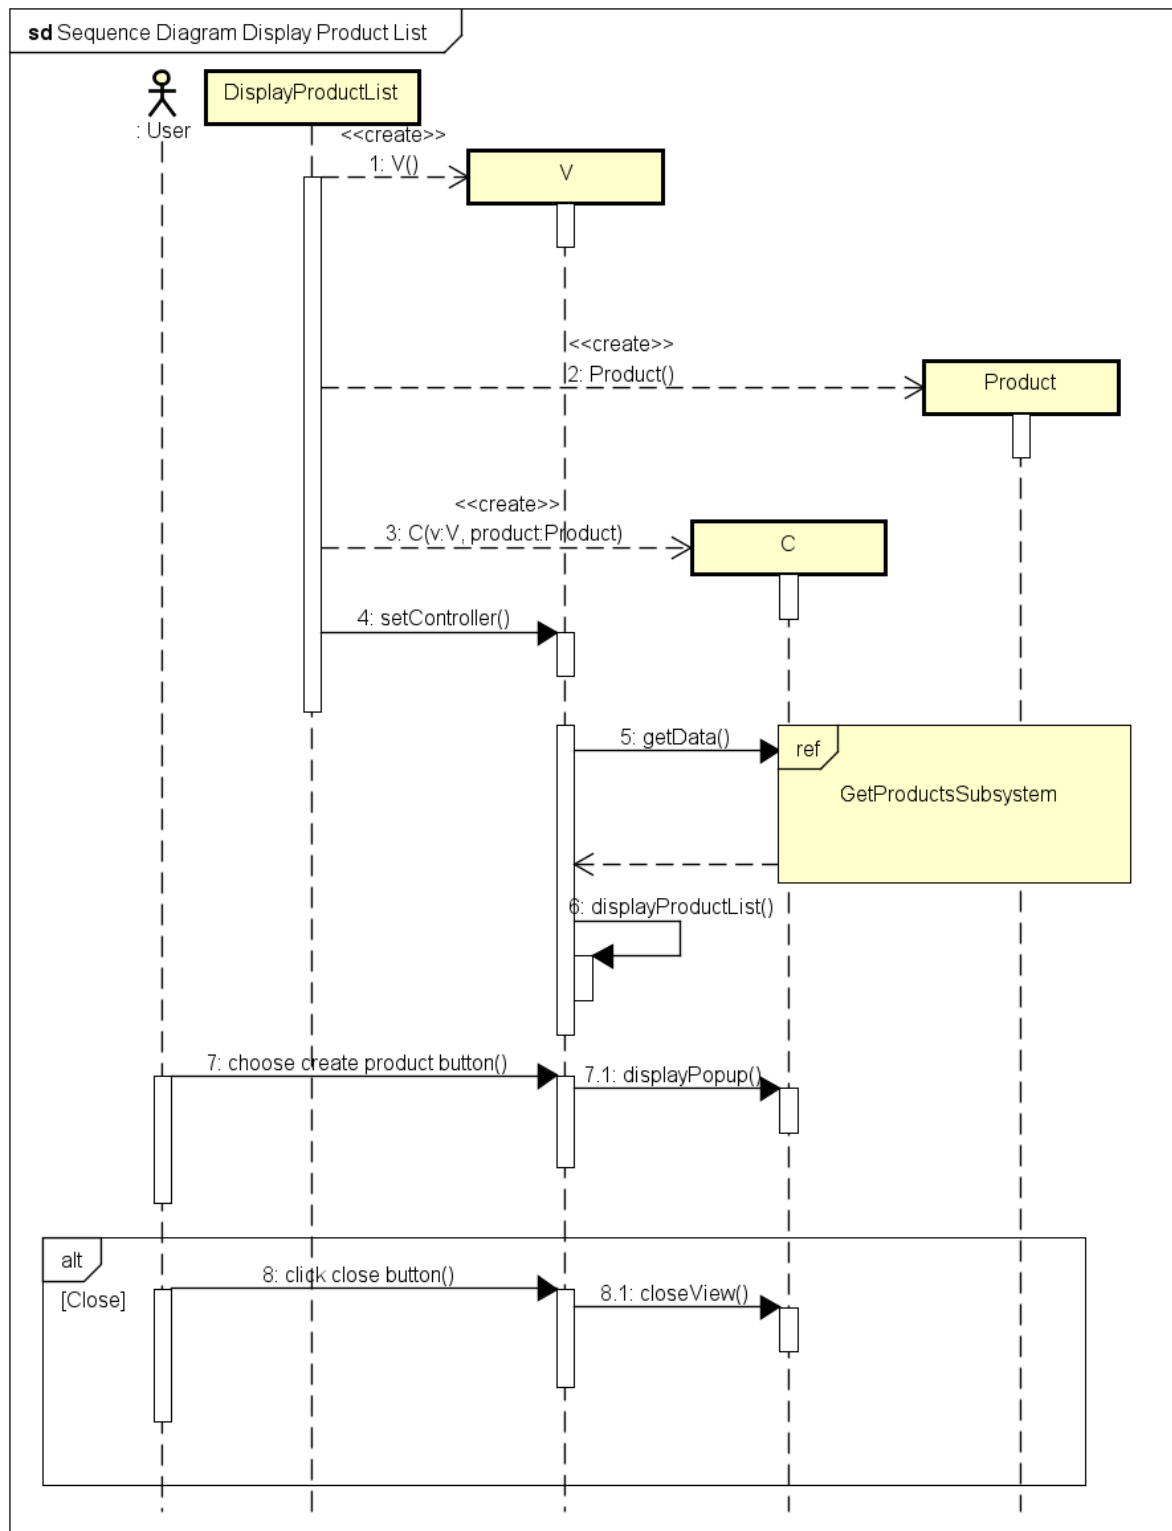 sd Sequence Diagram Display Product List
DisplayProductList
: User
<<create>>
1: V()
V
<<create>>
2: Product()
Product
<<create>>
3: C(v:V, product:Product)
C
4: setController()
5: getData()
ref
GetProductsSubsystem
6: displayProductList()
7: choose create product button()
7.1: displayPopup()
alt
8: click close button()
[Close]
8.1: closeView()